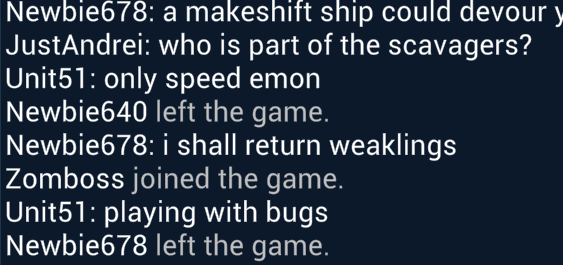 Newbie678: a makeshift ship could devour
JustAndrei: who is part of the scavagers?
Unit51: only speed emon
Newbie640 left the game.
Newbie678: i shall return weaklings
Zomboss joined the game.
Unit51: playing with bugs
Newbie678 left the game.